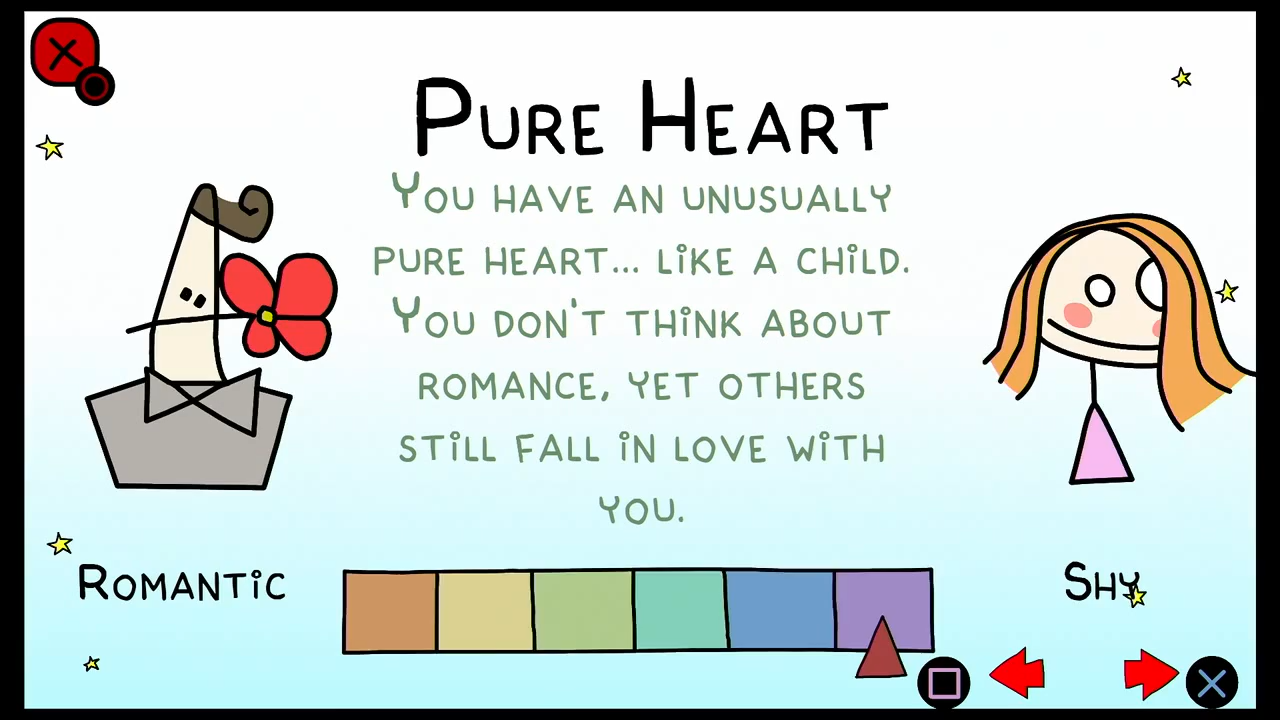 Pure Heart
You have an unusually
pure heart... like a child.
You don't think about
romance, yet others
still fall in love with
you.
Romantic
Shy